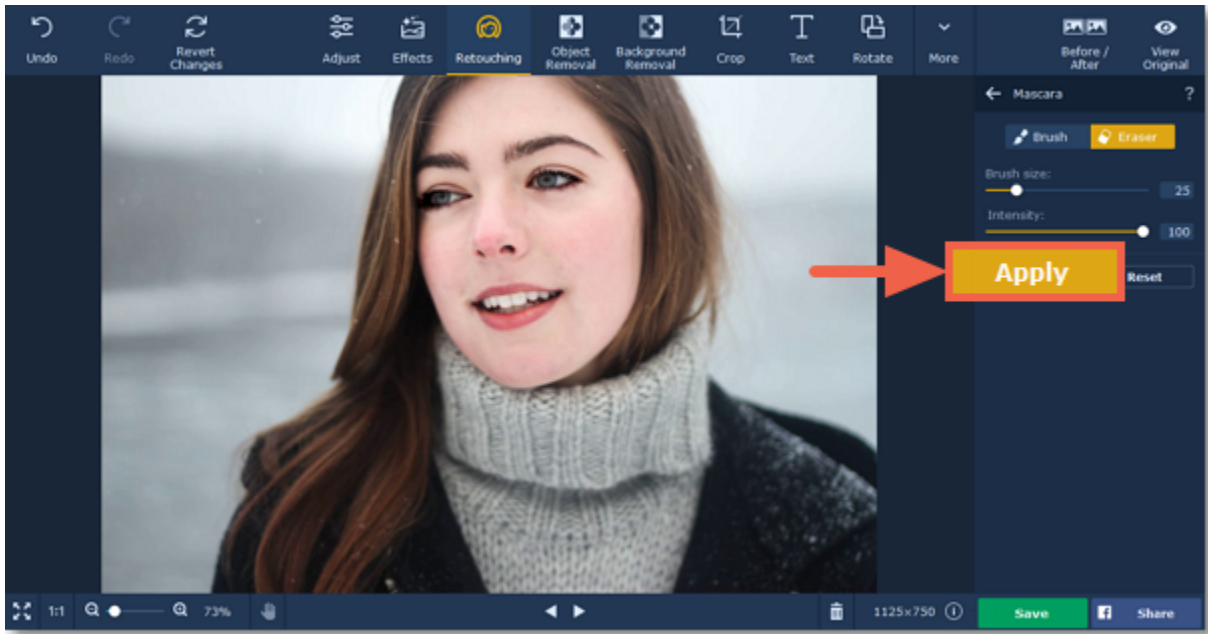 Undo
Redo
Revert
Changes
Adjust
Effects
Retouching
Object
Removal
Background
Removal
Crop
Text
Rotate
More
Before /
After
View
Original
Mascara
?
Brush
Eraser
Brush size:
25
Intensity:
100
Apply
Reset
1:1
73%
1125×750
Save
Share